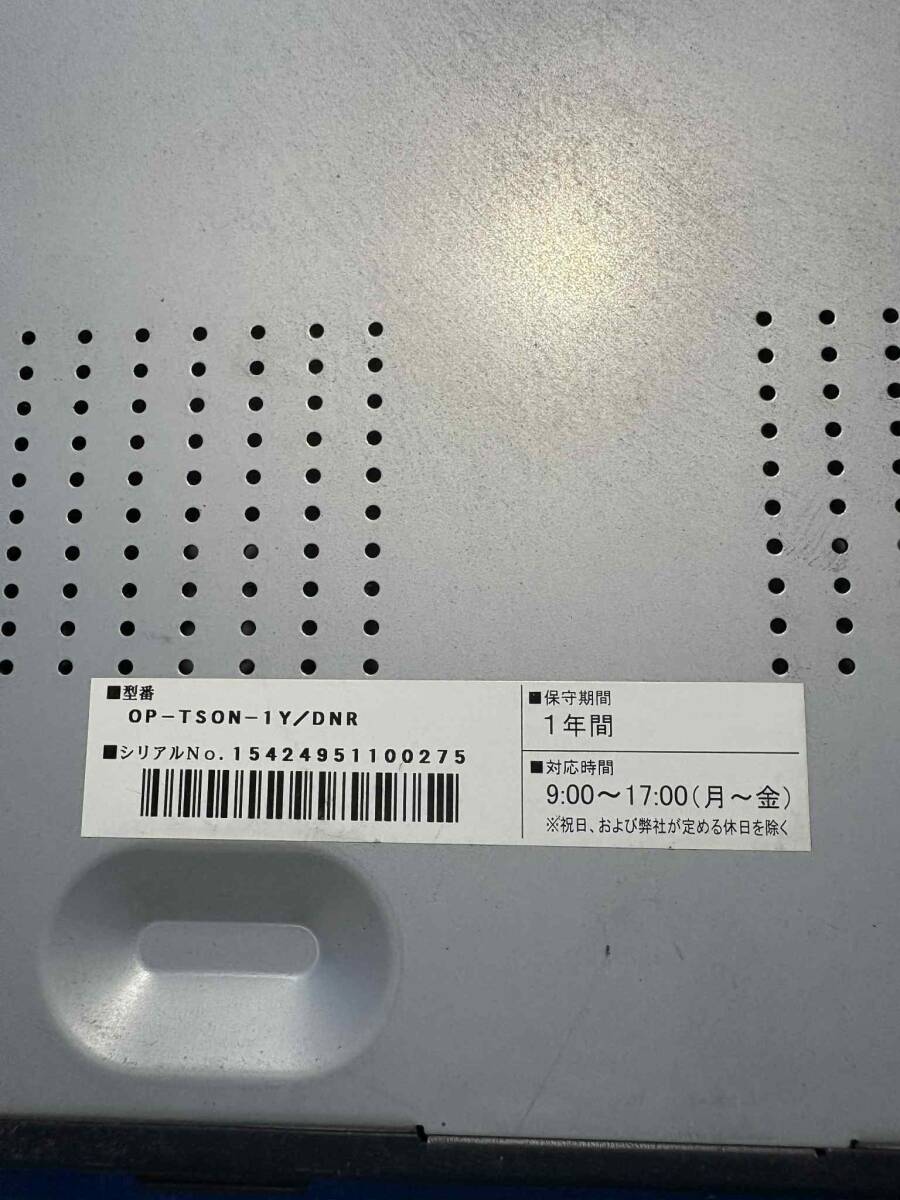 ■型番
OP-TSON-1Y/DNR
■シリアルNo.15424951100275
■保守期間
1年間
■対応時間
9:00～17:00(月～金)
※祝日、および弊社が定める休日を除く